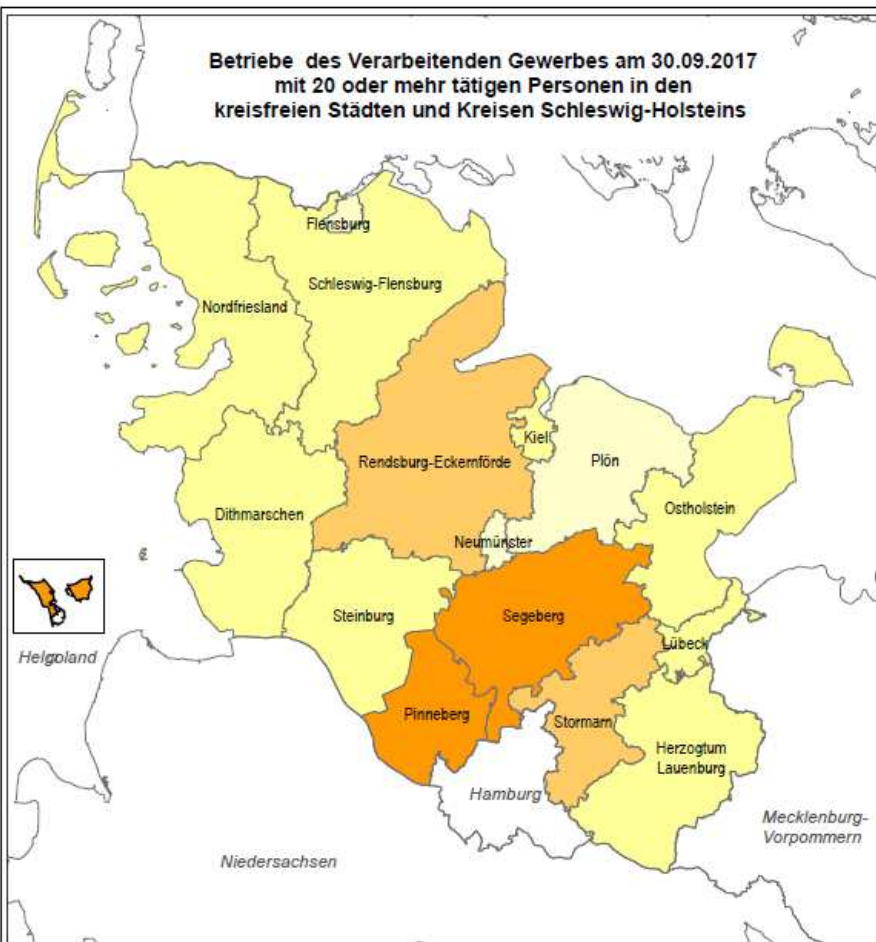 Betriebe des Verarbeitenden Gewerbes am 30.09.2017
mit 20 oder mehr tätigen Personen in den
kreisfreien Städten und Kreisen Schleswig-Holsteins
Flensburg
Schleswig-Flensburg
Nordfriesland
Kiel
Rendsburg-Eckernförde
Plön
Ostholstein
Dithmarschen
Neumünster
Steinburg
Segeberg
Lübeck
Helgoland
Pinneberg
Stormarn
Herzogtum
Lauenburg
Hamburg
Mecklenburg-
Vorpommern
Niedersachsen